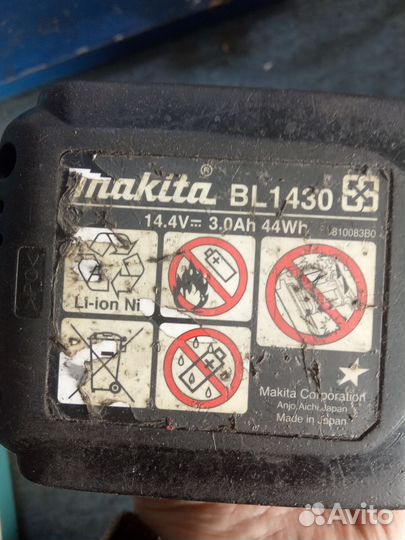 makita® BL1430
14.4V⎓ 3.0Ah 44Wh
810083B0
Li-ion Ni
Makita Corporation
Anjo, Aichi, Japan
Made in Japan
Avito